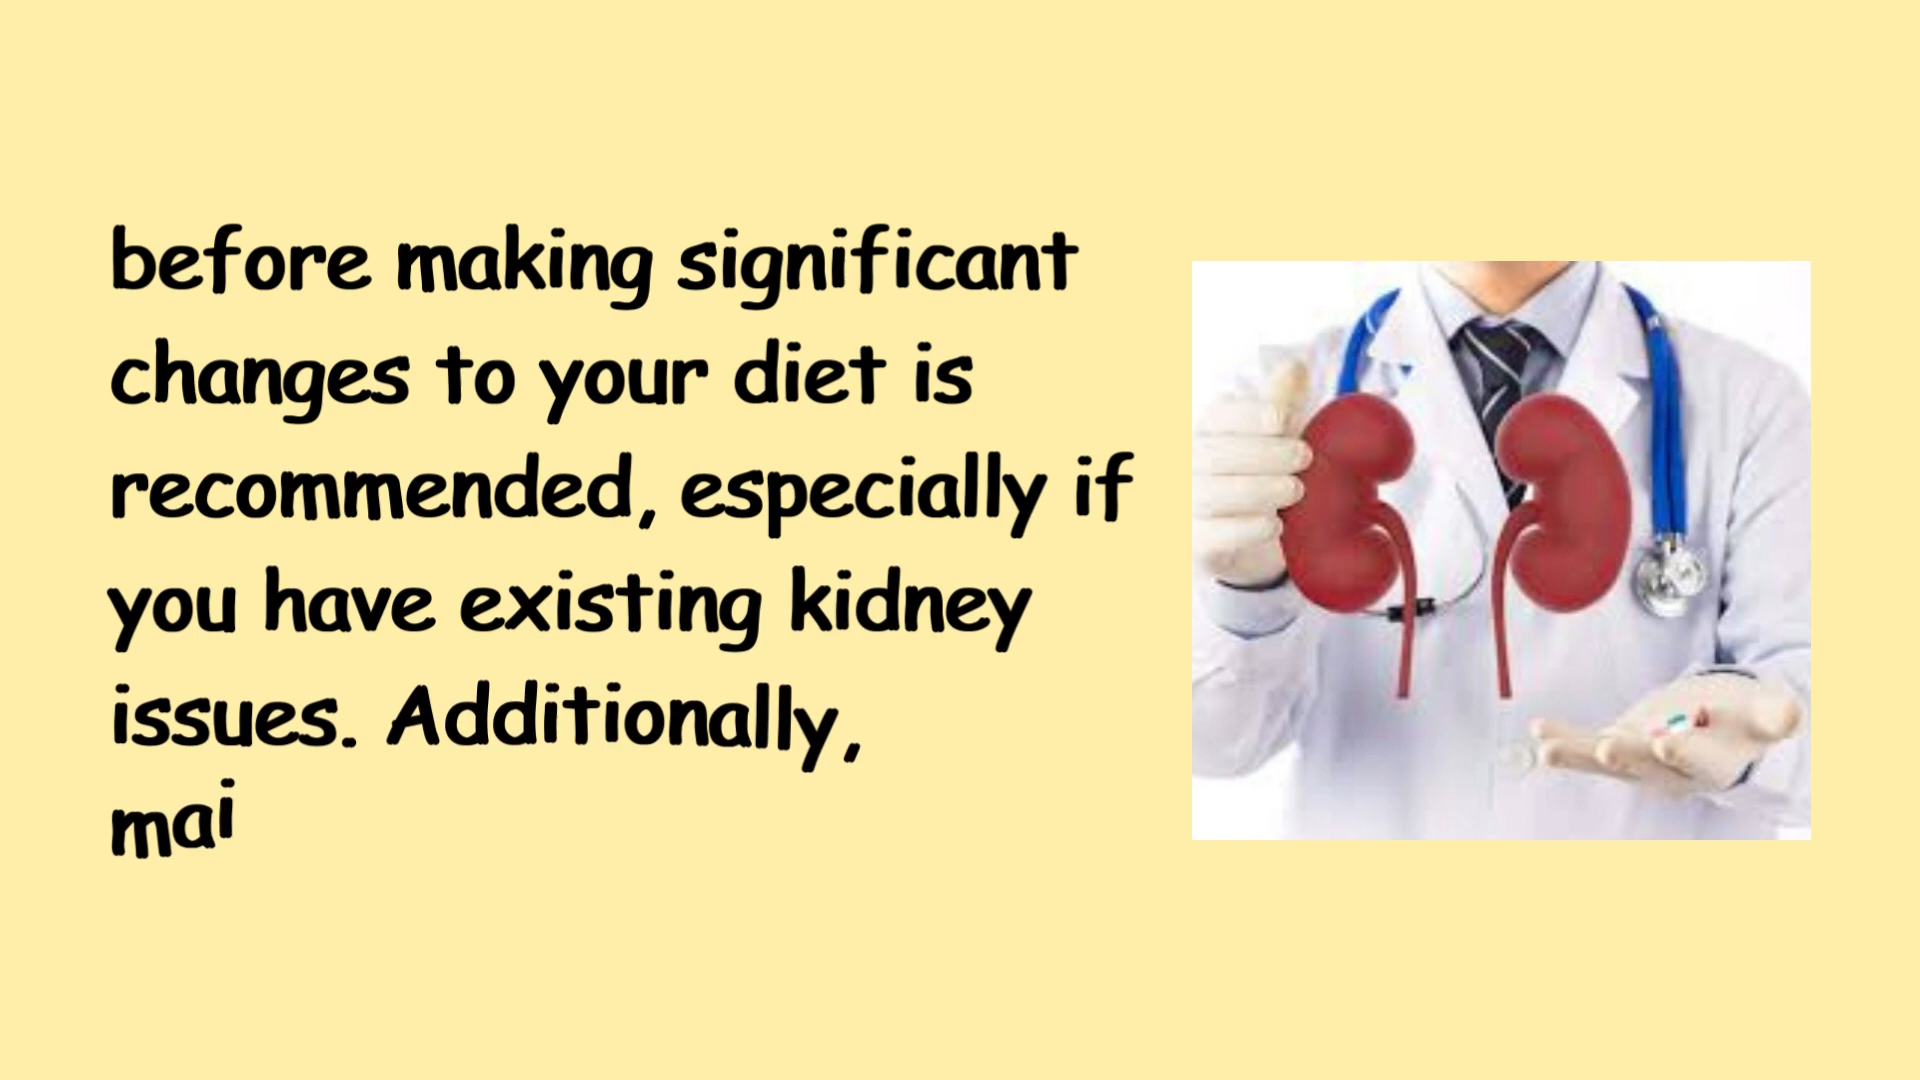 before making significant
changes to your diet is
recommended, especially if
you have existing kidney
issues. Additionally,
mai